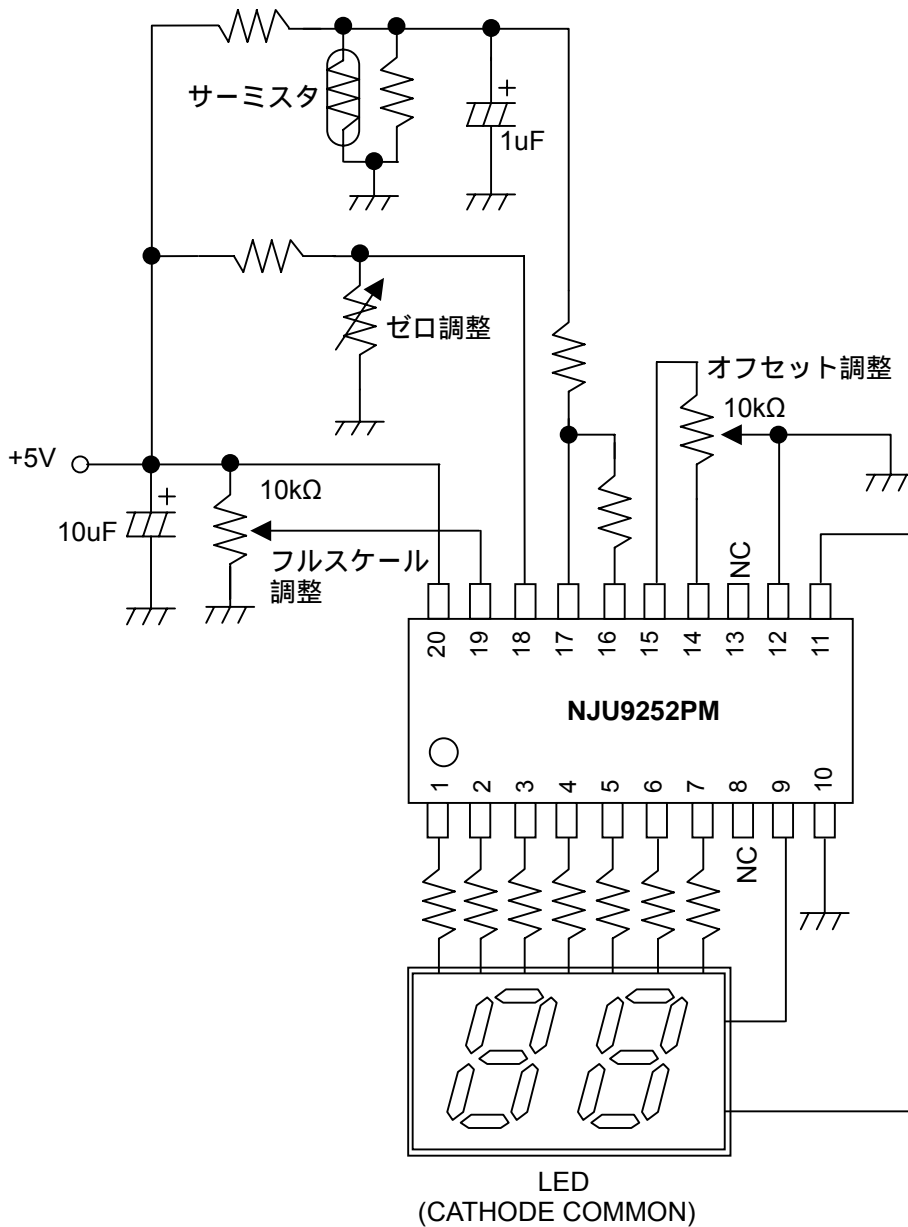 サーミスタ
+
1uF
ゼロ調整
オフセット調整
10kΩ
+5V
+
10kΩ
10uF
フルスケール
調整
NC
20 19 18 17 16 15 14 13 12 11
NJU9252PM
1 2 3 4 5 6 7 8 9 10
NC
LED
(CATHODE COMMON)